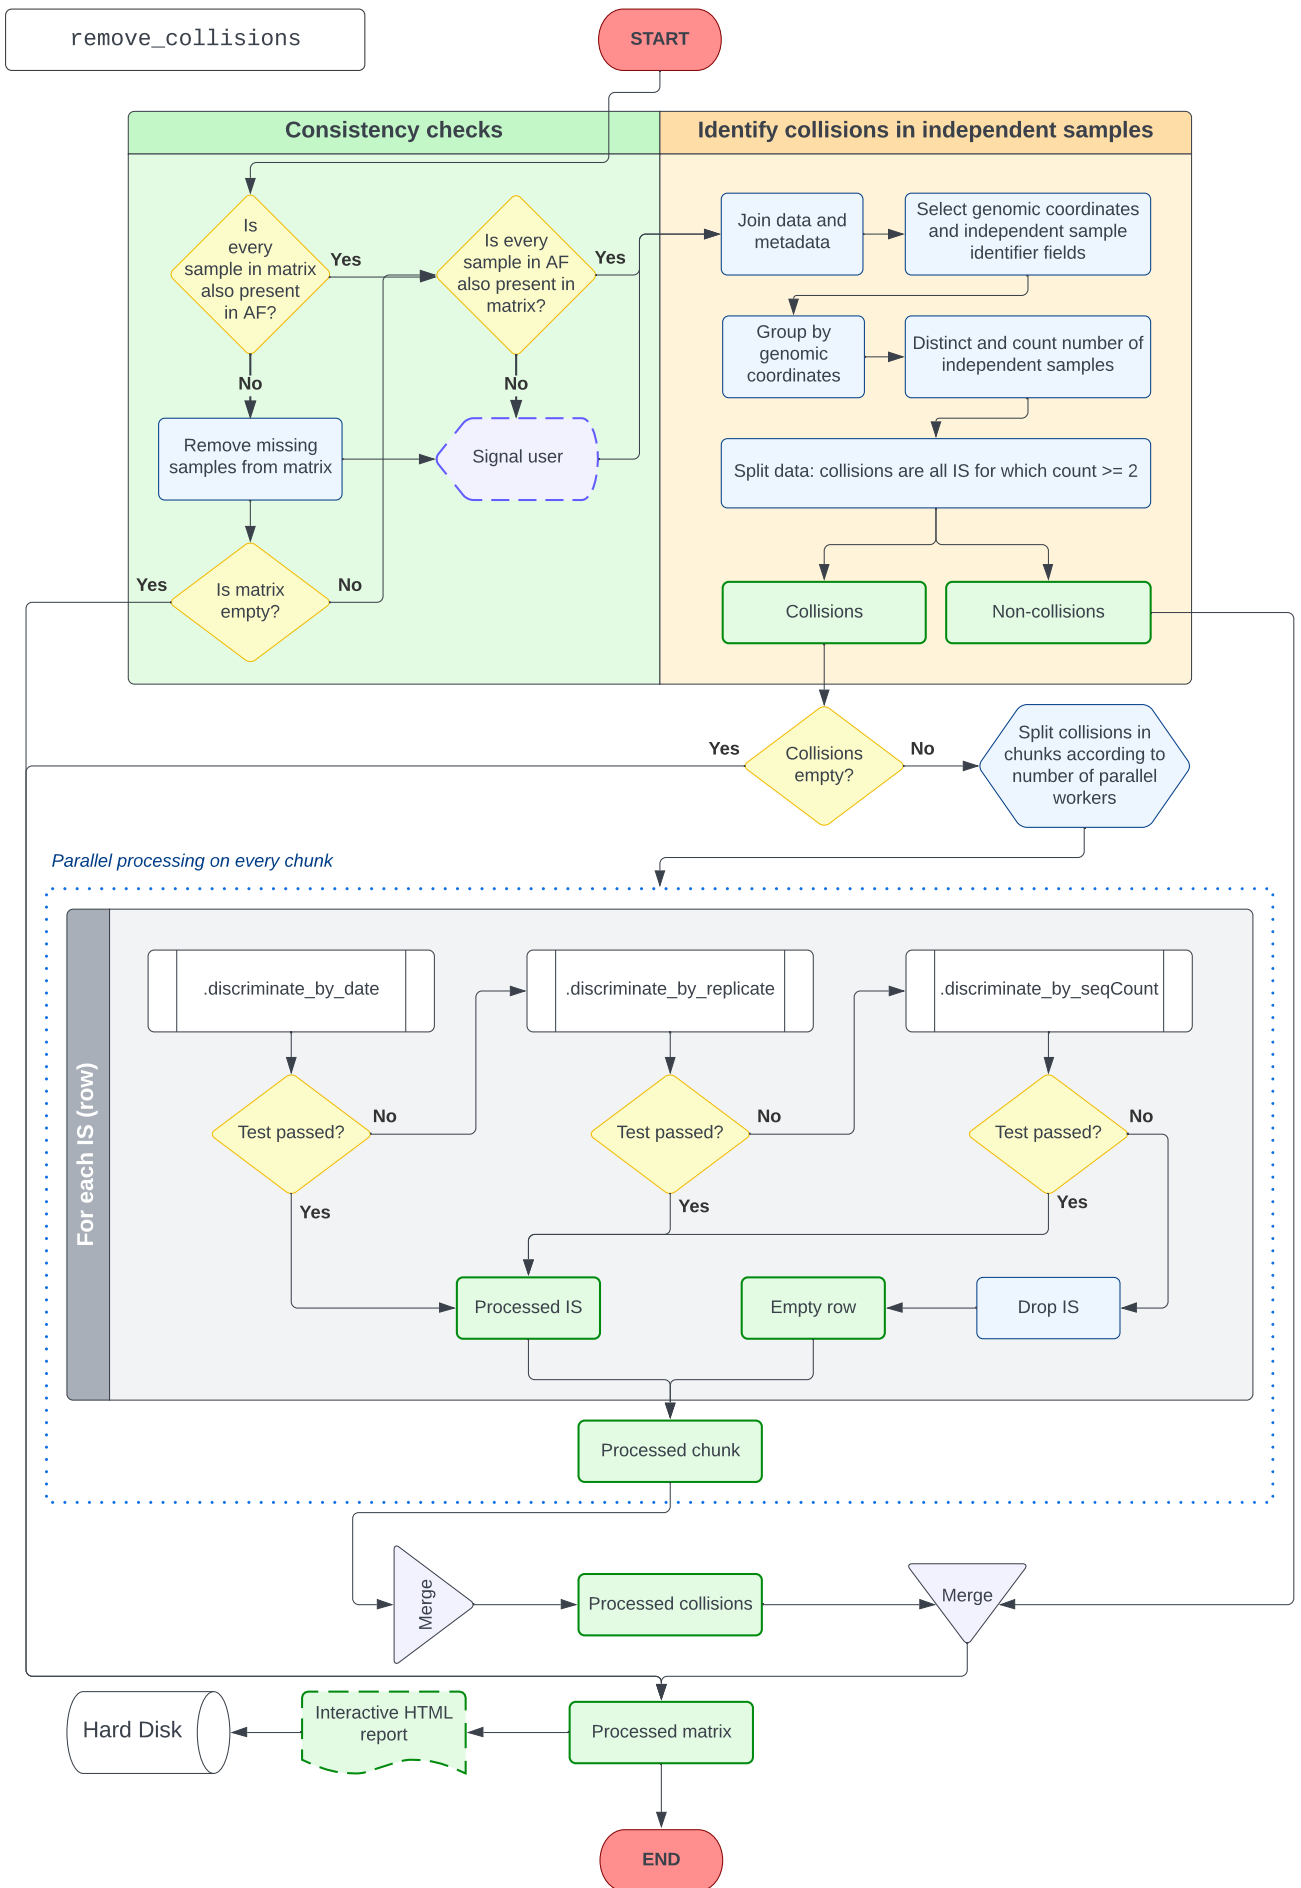 remove_collisions
START
Consistency checks
Identify collisions in independent samples
Is
every
sample in matrix
also present
in AF?
Yes
Is every
sample in AF
also present in
matrix?
Yes
Join data and
metadata
Select genomic coordinates
and independent sample
identifier fields
Group by
genomic
coordinates
Distinct and count number of
independent samples
No
No
Remove missing
samples from matrix
Signal user
Split data: collisions are all IS for which count >= 2
Yes
Is matrix
empty?
No
Collisions
Non-collisions
Yes
Collisions
empty?
No
Split collisions in
chunks according to
number of parallel
workers
Parallel processing on every chunk
For each IS (row)
.discriminate_by_date
.discriminate_by_replicate
.discriminate_by_seqCount
Test passed?
No
Test passed?
No
Test passed?
No
Yes
Yes
Yes
Processed IS
Empty row
Drop IS
Processed chunk
Merge
Processed collisions
Merge
Hard Disk
Interactive HTML
report
Processed matrix
END